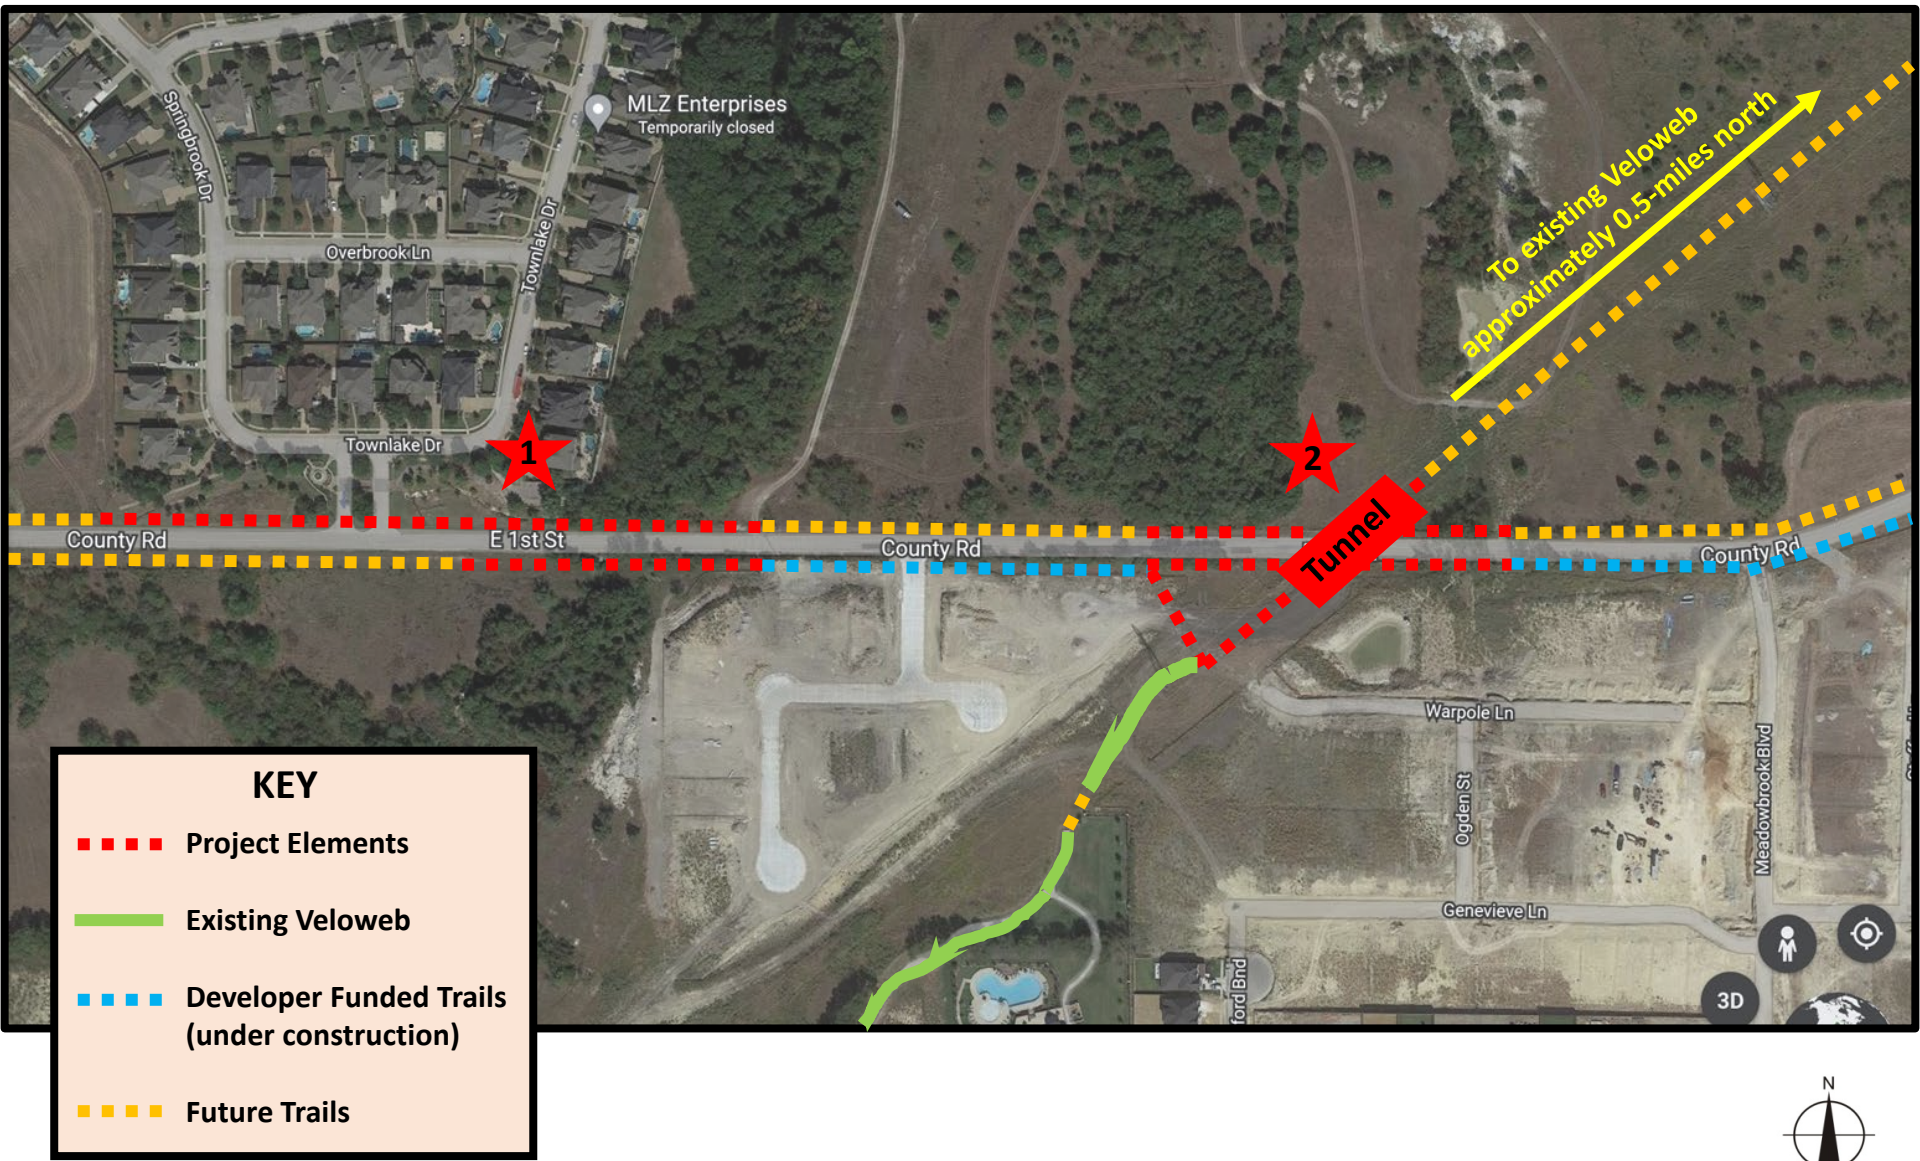 MLZ Enterprises
Temporarily closed
Springbrook Dr
Overbrook Ln
Townlake Dr
Townlake Dr
To existing Veloweb
approximately 0.5-miles north
1
2
Tunnel
County Rd
E 1st St
County Rd
County Rd
Warpole Ln
Ogden St
Meadowbrook Blvd
Genevieve Ln
ford Bnd
3D
KEY
Project Elements
Existing Veloweb
Developer Funded Trails
(under construction)
Future Trails
N